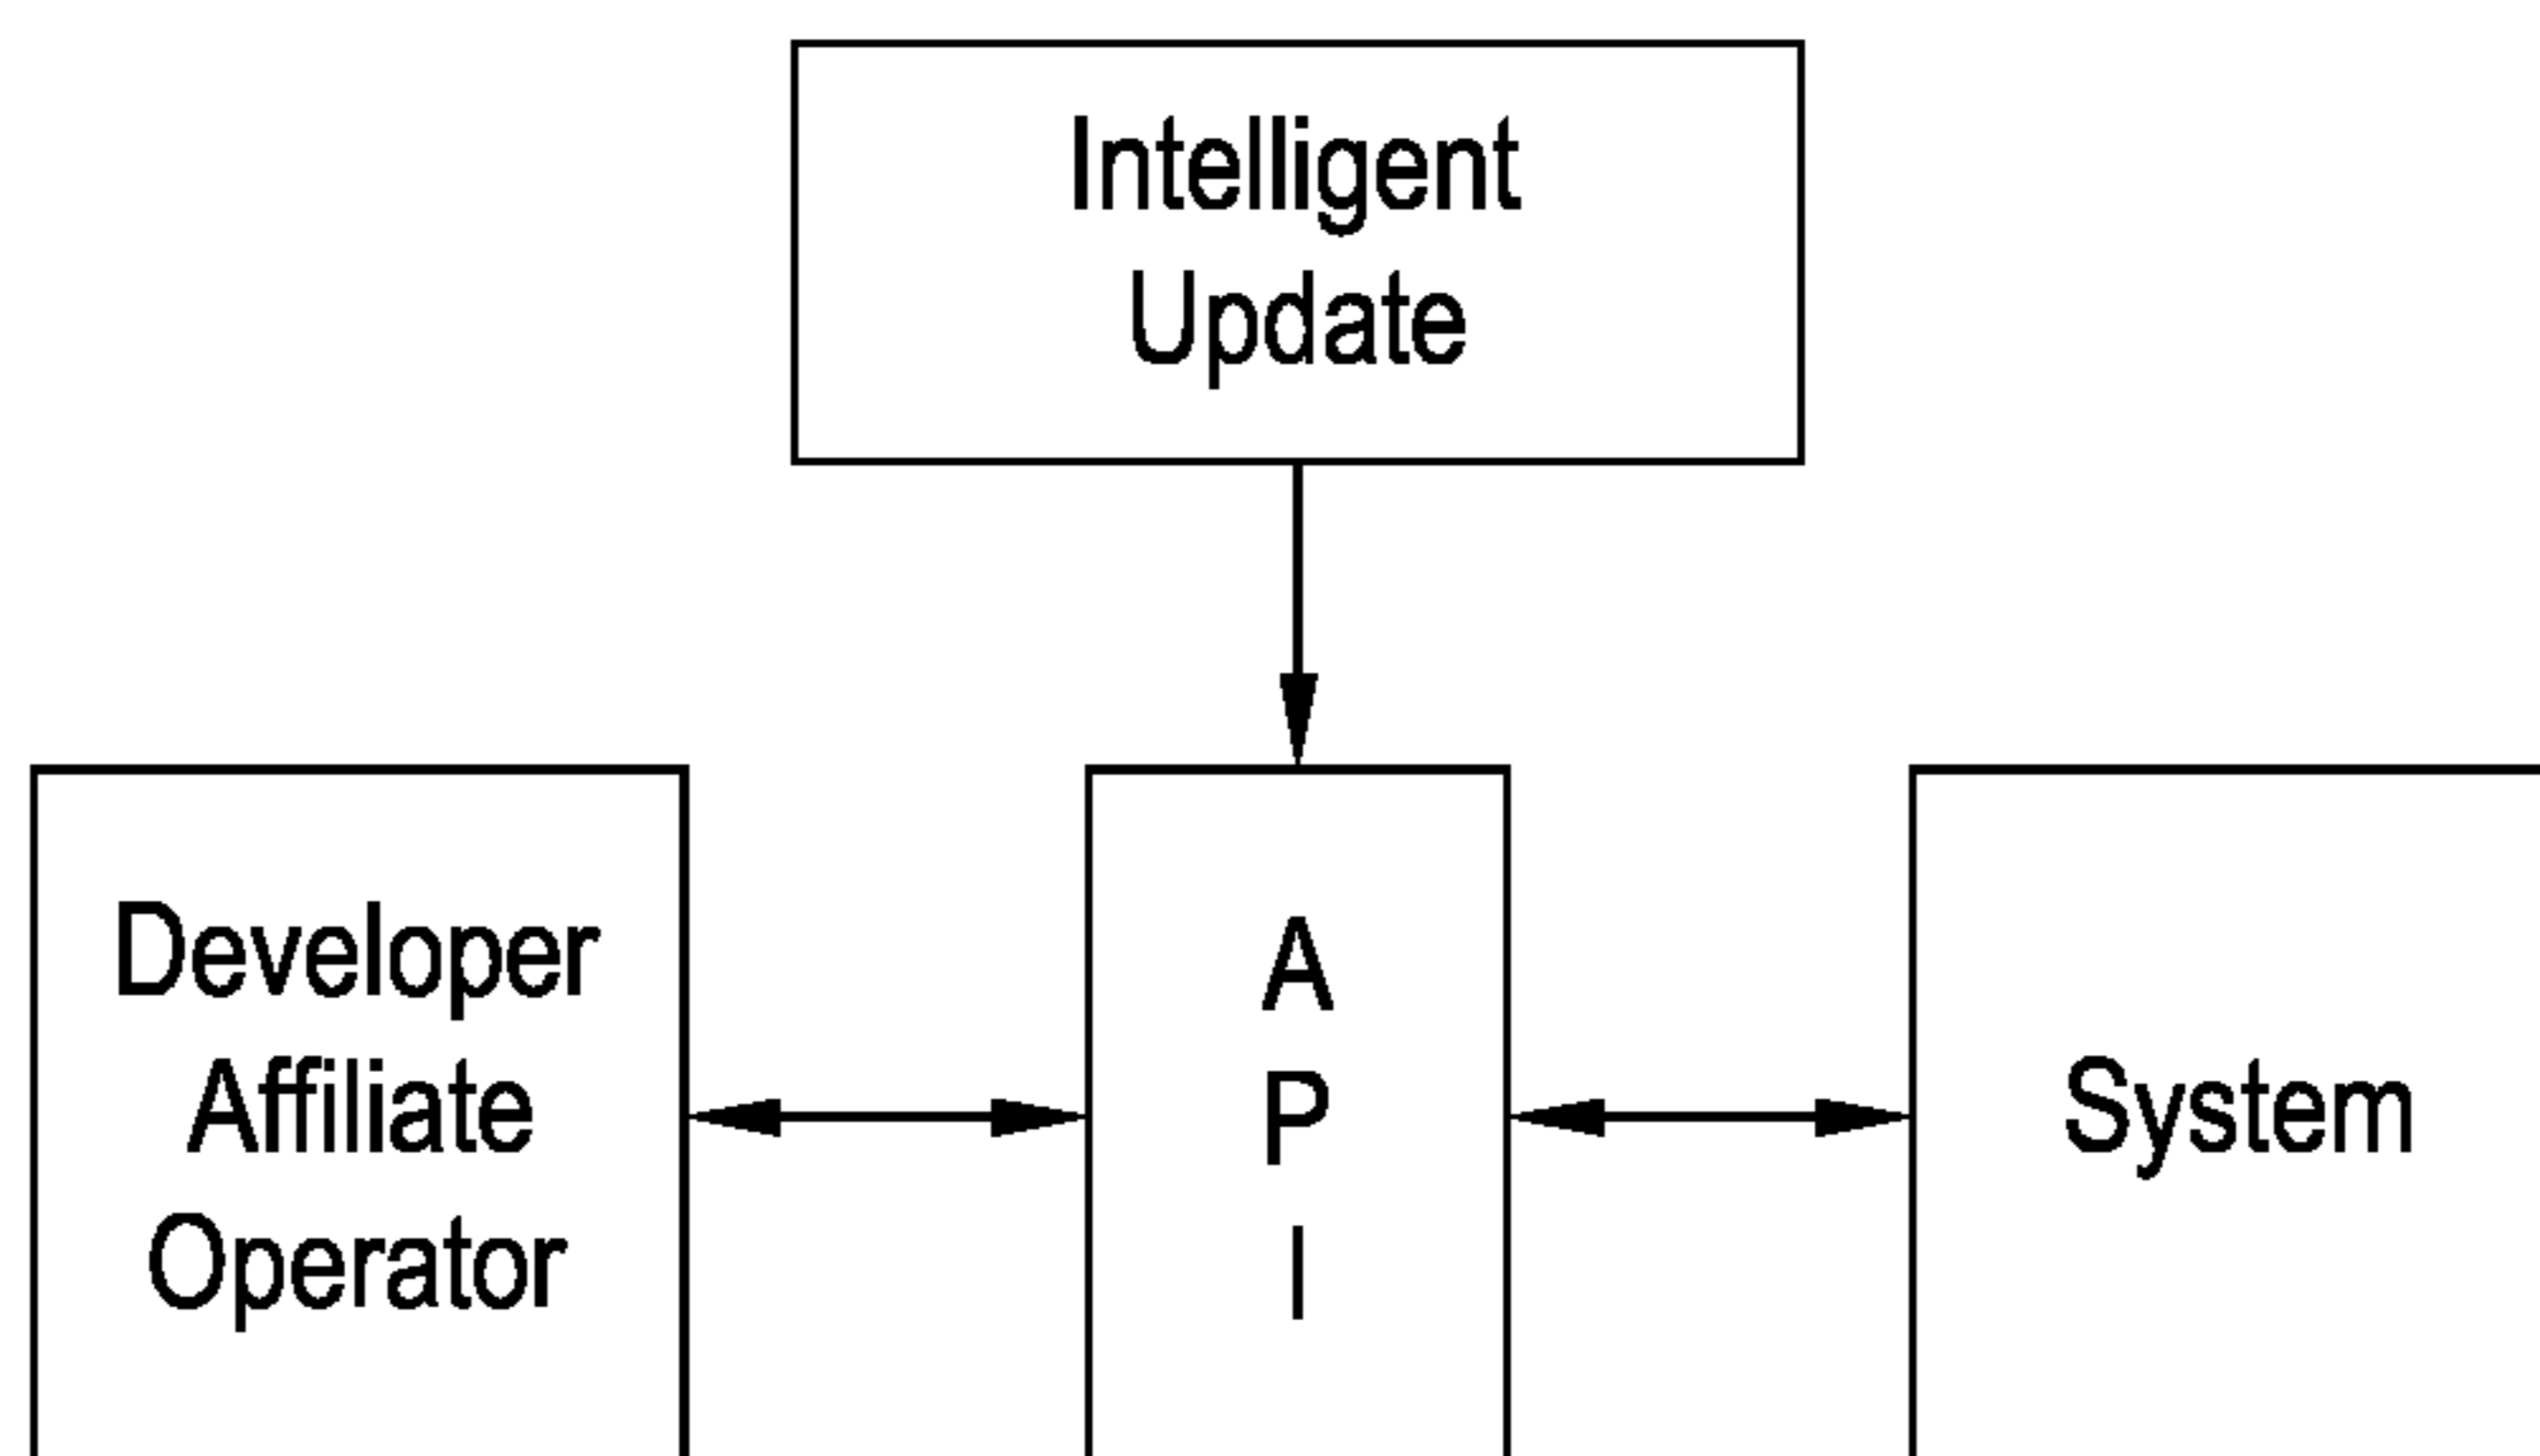 Intelligent
Update
Developer
Affiliate
Operator
A
P
I
System